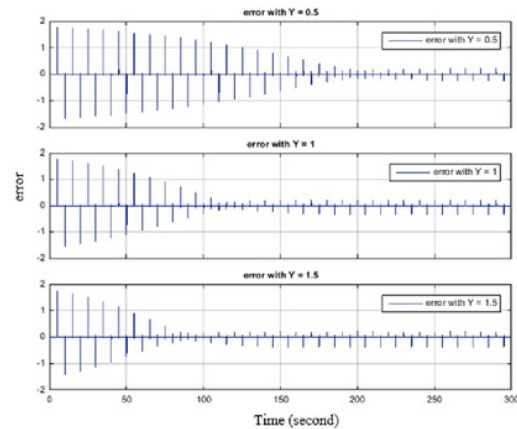 error with Y = 0.5
2
error with Y = 0.5
1
0
-1
-2
error with Y = 1
2
error with Y = 1
1
0
-1
-2
error
error with Y = 1.5
2
error with Y = 1.5
1
0
-1
-2
0 50 100 150 200 250 300
Time (second)